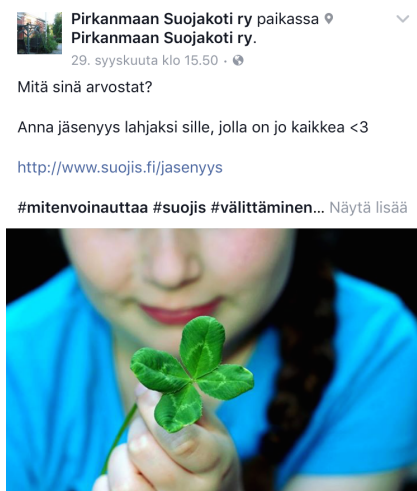 Pirkanmaan Suojakoti ry paikassa
Pirkanmaan Suojakoti ry.
29. syyskuuta klo 15.50 ·
Mitä sinä arvostat?
Anna jäsenyys lahjaksi sille, jolla on jo kaikkea <3
http://www.suojis.fi/jasenyys
#mitenvoinauttaa #suojis #välittäminen... Näytä lisää